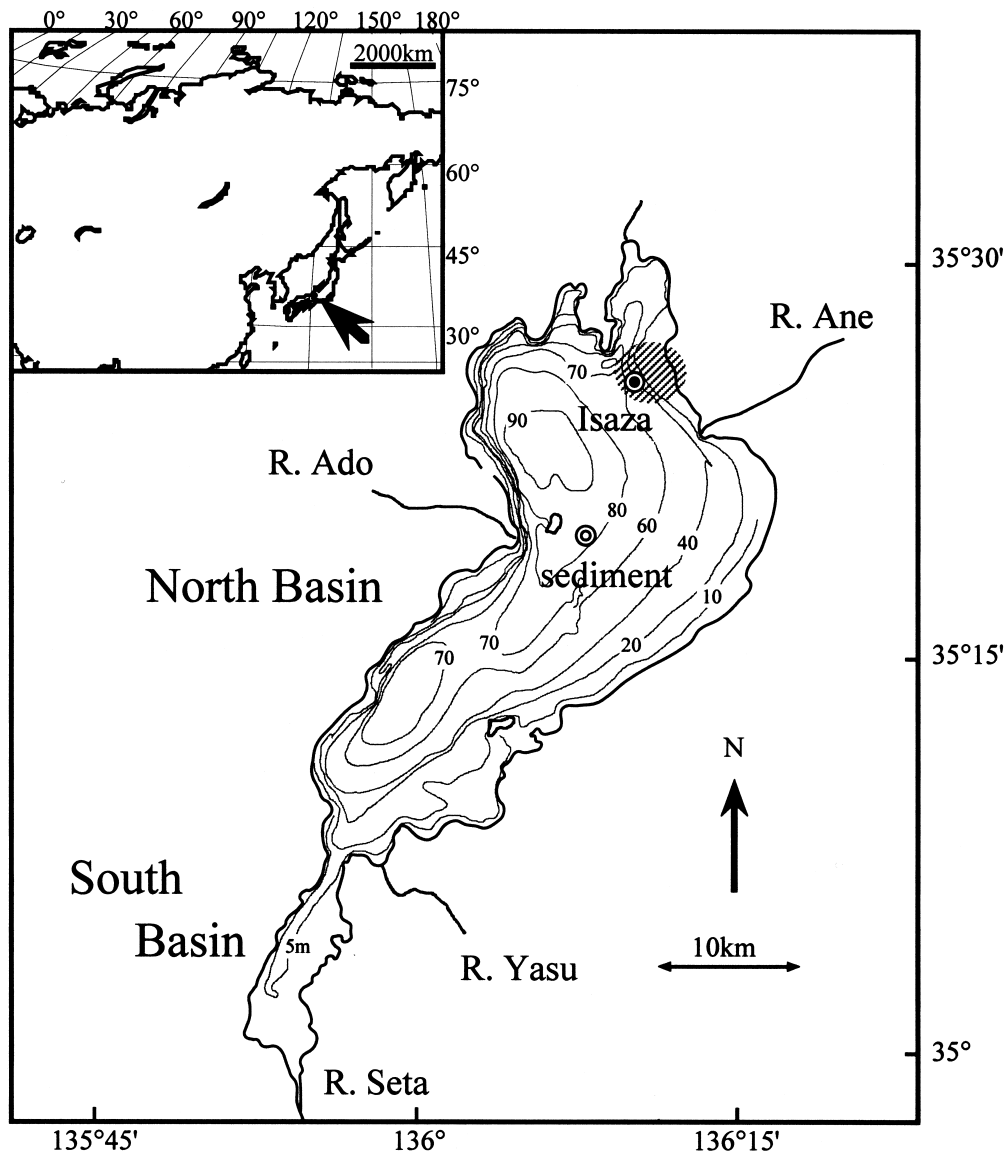 0° 30° 60° 90° 120° 150° 180°
2000km
75°
60°
45°
30°
35°30'
R. Ane
70
90
Isaza
R. Ado
80
60
40
sediment
North Basin
10
20
70
70
35°15'
N
South
Basin
5m
10km
R. Yasu
35°
R. Seta
135°45' 136° 136°15'